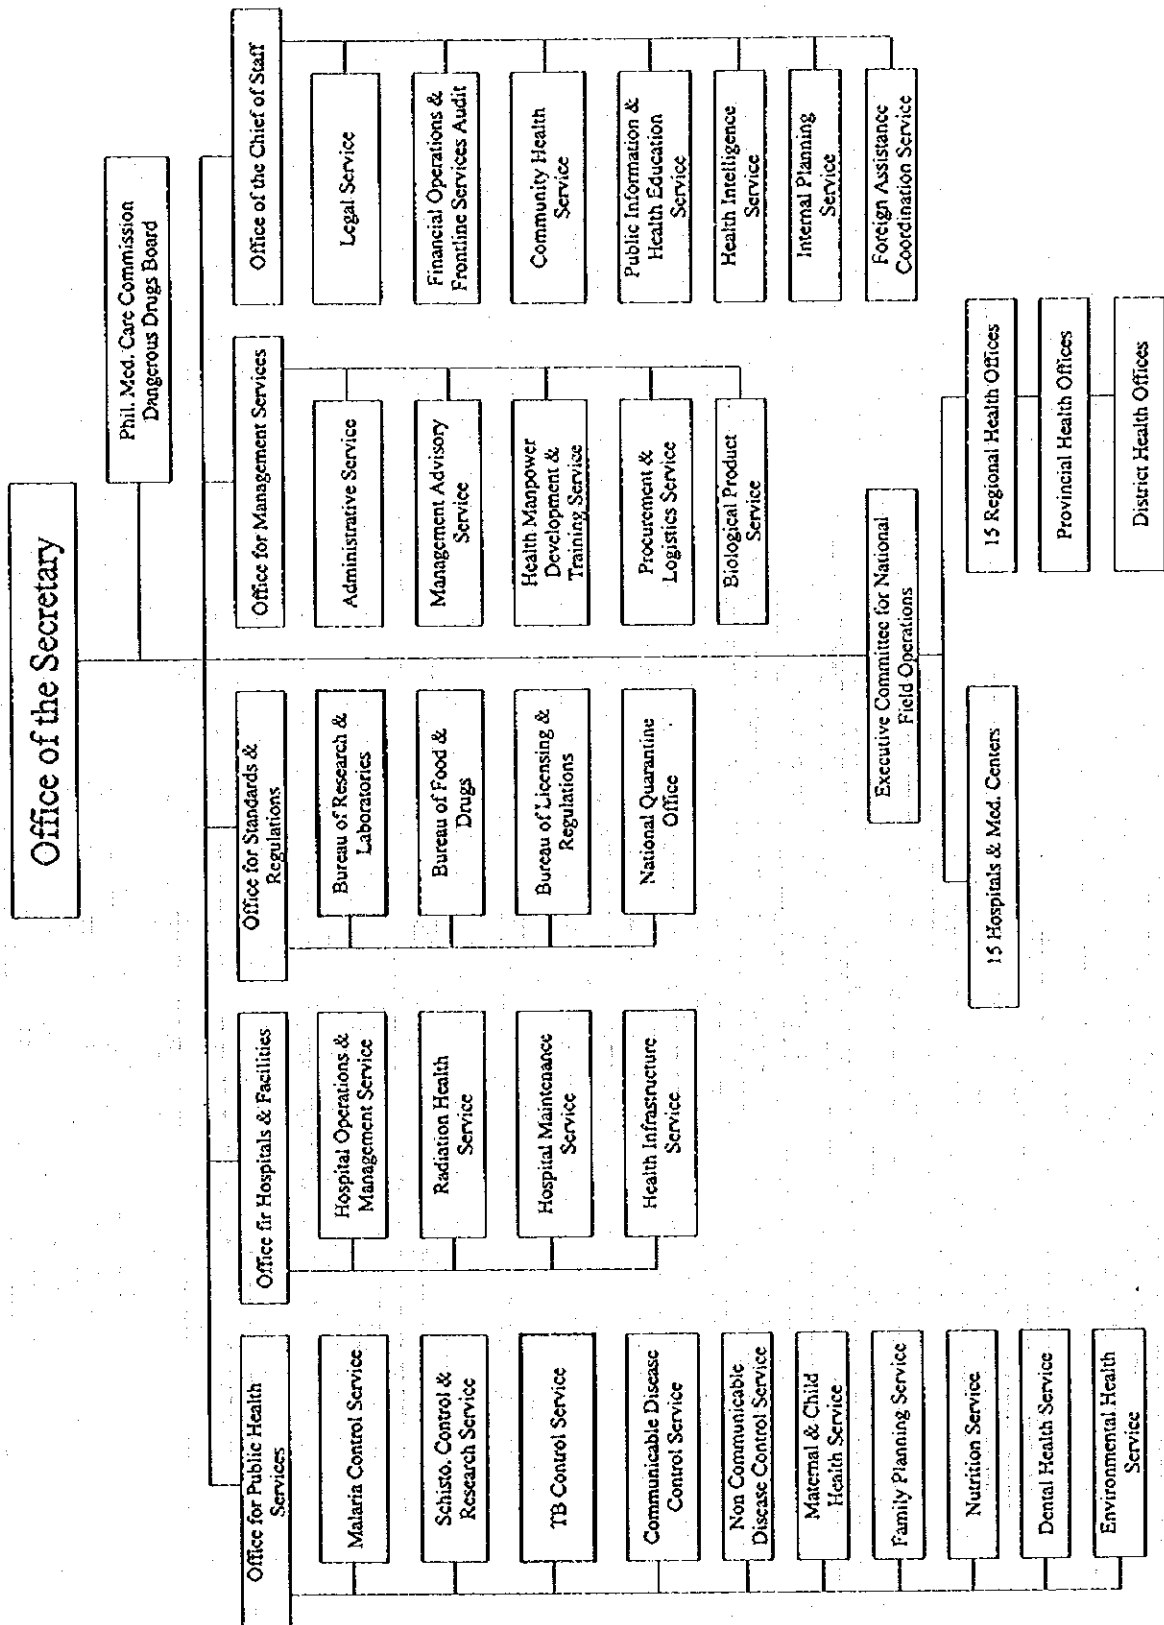 Office of the Secretary
Phil. Med. Care Commission
Dangerous Drugs Board
Office for Public Health
Services
Malaria Control Service
Schisto. Control &
Research Service
TB Control Service
Communicable Disease
Control Service
Non Communicable
Disease Control Service
Maternal & Child
Health Service
Family Planning Service
Nutrition Service
Dental Health Service
Environmental Health
Service
Office fir Hospitals & Facilities
Hospital Operations &
Management Service
Radiation Health
Service
Hospital Maintenance
Service
Health Infrastructure
Service
Office for Standards &
Regulations
Bureau of Research &
Laboratories
Bureau of Food &
Drugs
Bureau of Licensing &
Regulations
National Quarantine
Office
Office for Management Services
Administrative Service
Management Advisory
Service
Health Manpower
Development &
Training Service
Procurement &
Logistics Service
Biological Product
Service
Office of the Chief of Staff
Legal Service
Financial Operations &
Frontline Services Audit
Community Health
Service
Public Information &
Health Education
Service
Health Intelligence
Service
Internal Planning
Service
Foreign Assistance
Coordination Service
Executive Committee for National
Field Operations
15 Hospitals & Med. Centers
15 Regional Health Offices
Provincial Health Offices
District Health Offices